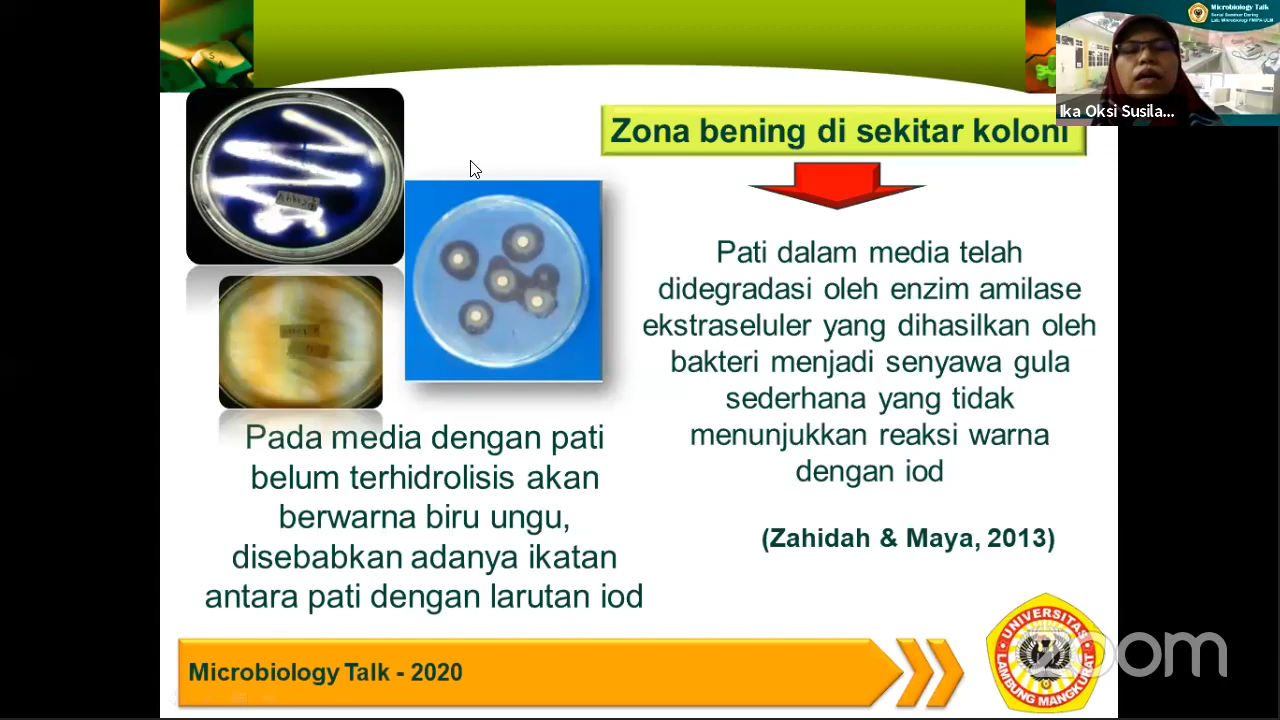 Microbiology Talk
Serial Seminar Daring
Lab. Mikrobiologi FMIPA ULM
Ika Oksi Susila...
Zona bening di sekitar koloni
Pati dalam media telah
didegradasi oleh enzim amilase
ekstraseluler yang dihasilkan oleh
bakteri menjadi senyawa gula
sederhana yang tidak
menunjukkan reaksi warna
dengan iod
(Zahidah & Maya, 2013)
Pada media dengan pati
belum terhidrolisis akan
berwarna biru ungu,
disebabkan adanya ikatan
antara pati dengan larutan iod
Microbiology Talk - 2020
UNIVERSITAS
LAMBUNG MANGKURAT
zoom